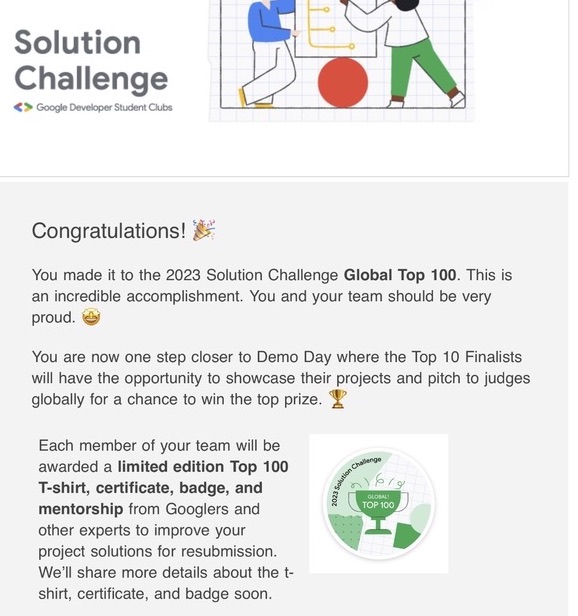 Solution
Challenge
Google Developer Student Clubs
Congratulations! 🎉
You made it to the 2023 Solution Challenge Global Top 100. This is
an incredible accomplishment. You and your team should be very
proud. 🤩
You are now one step closer to Demo Day where the Top 10 Finalists
will have the opportunity to showcase their projects and pitch to judges
globally for a chance to win the top prize. 🏆
Each member of your team will be
awarded a limited edition Top 100
T-shirt, certificate, badge, and
mentorship from Googlers and
other experts to improve your
project solutions for resubmission.
We’ll share more details about the t-
shirt, certificate, and badge soon.
2023 Solution Challenge
GLOBAL!
TOP 100